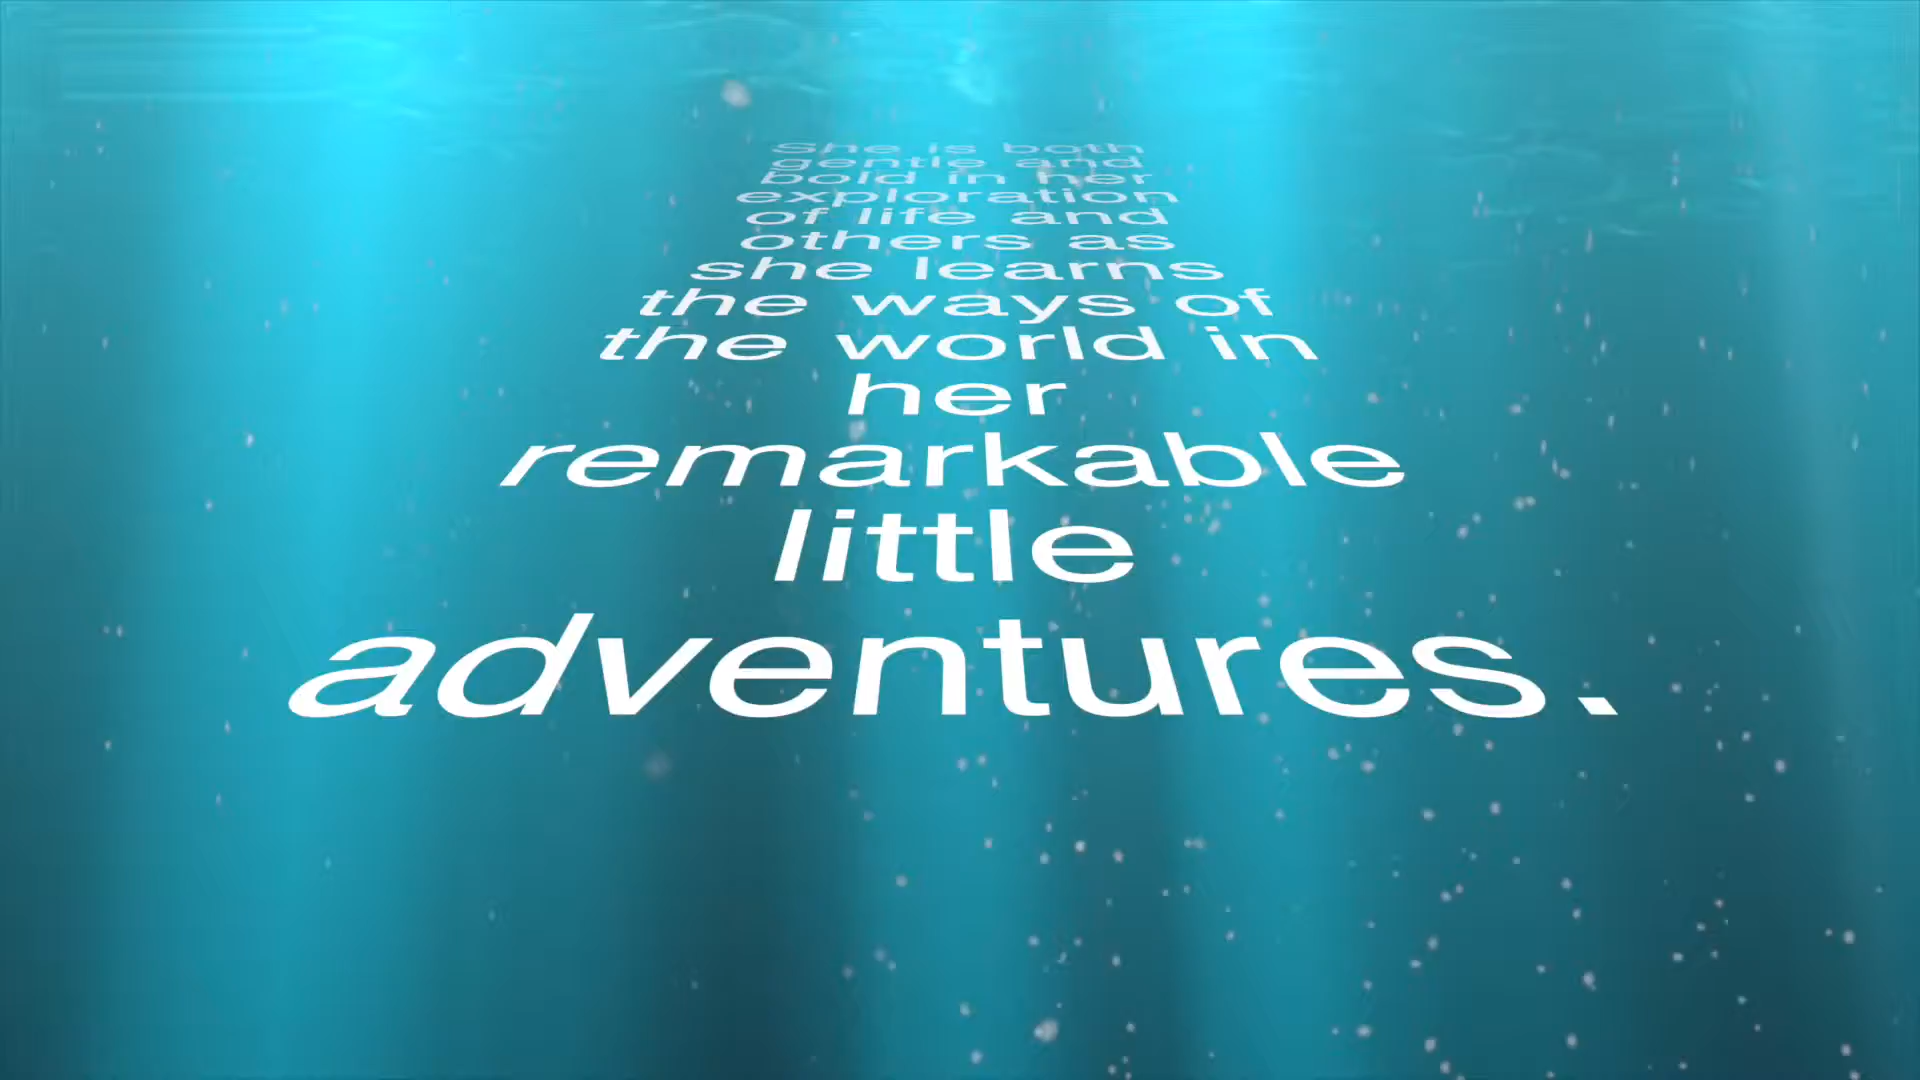 She is both
gentle and
bold in her
exploration
of life and
others as
she learns
the ways of
the world in
her
remarkable
little
adventures.